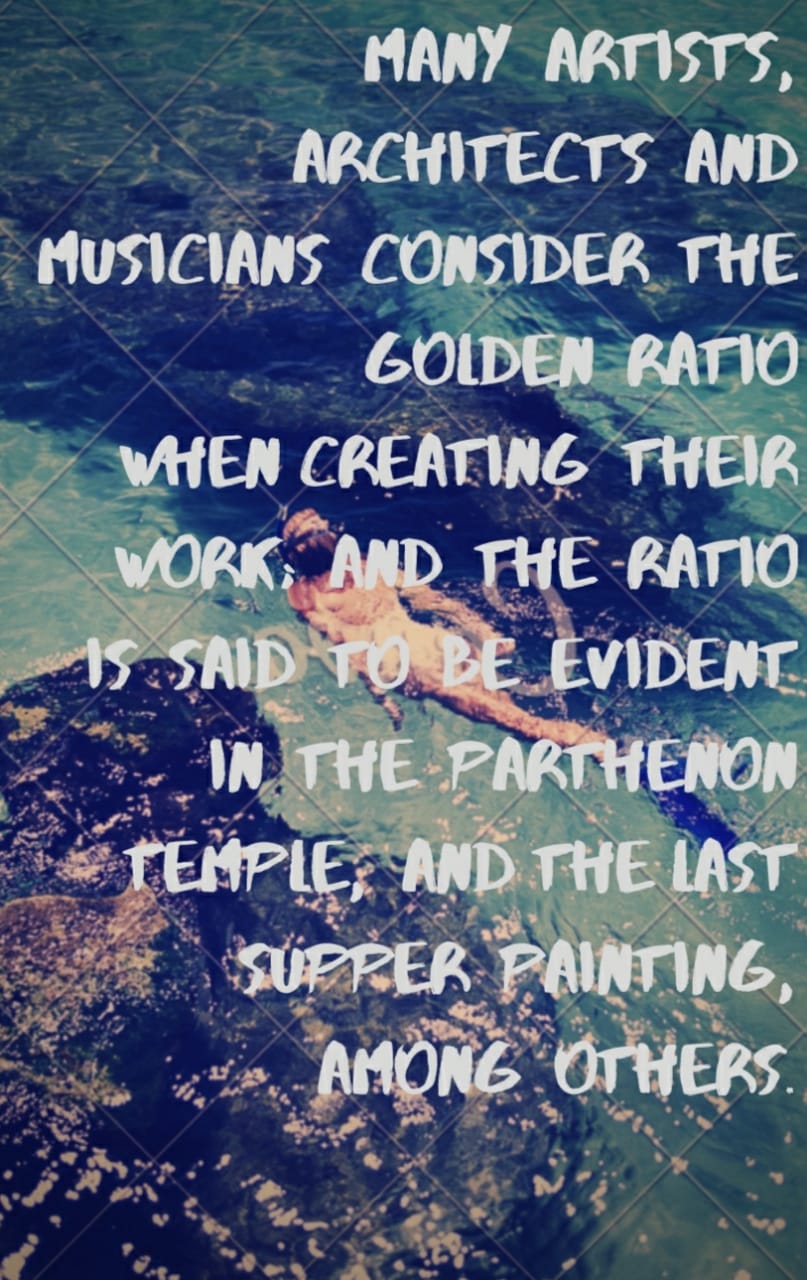 MANY ARTISTS,
ARCHITECTS AND
MUSICIANS CONSIDER THE
GOLDEN RATIO
WHEN CREATING THEIR
WORK; AND THE RATIO
IS SAID TO BE EVIDENT
IN THE PARTHENON
TEMPLE, AND THE LAST
SUPPER PAINTING,
AMONG OTHERS.